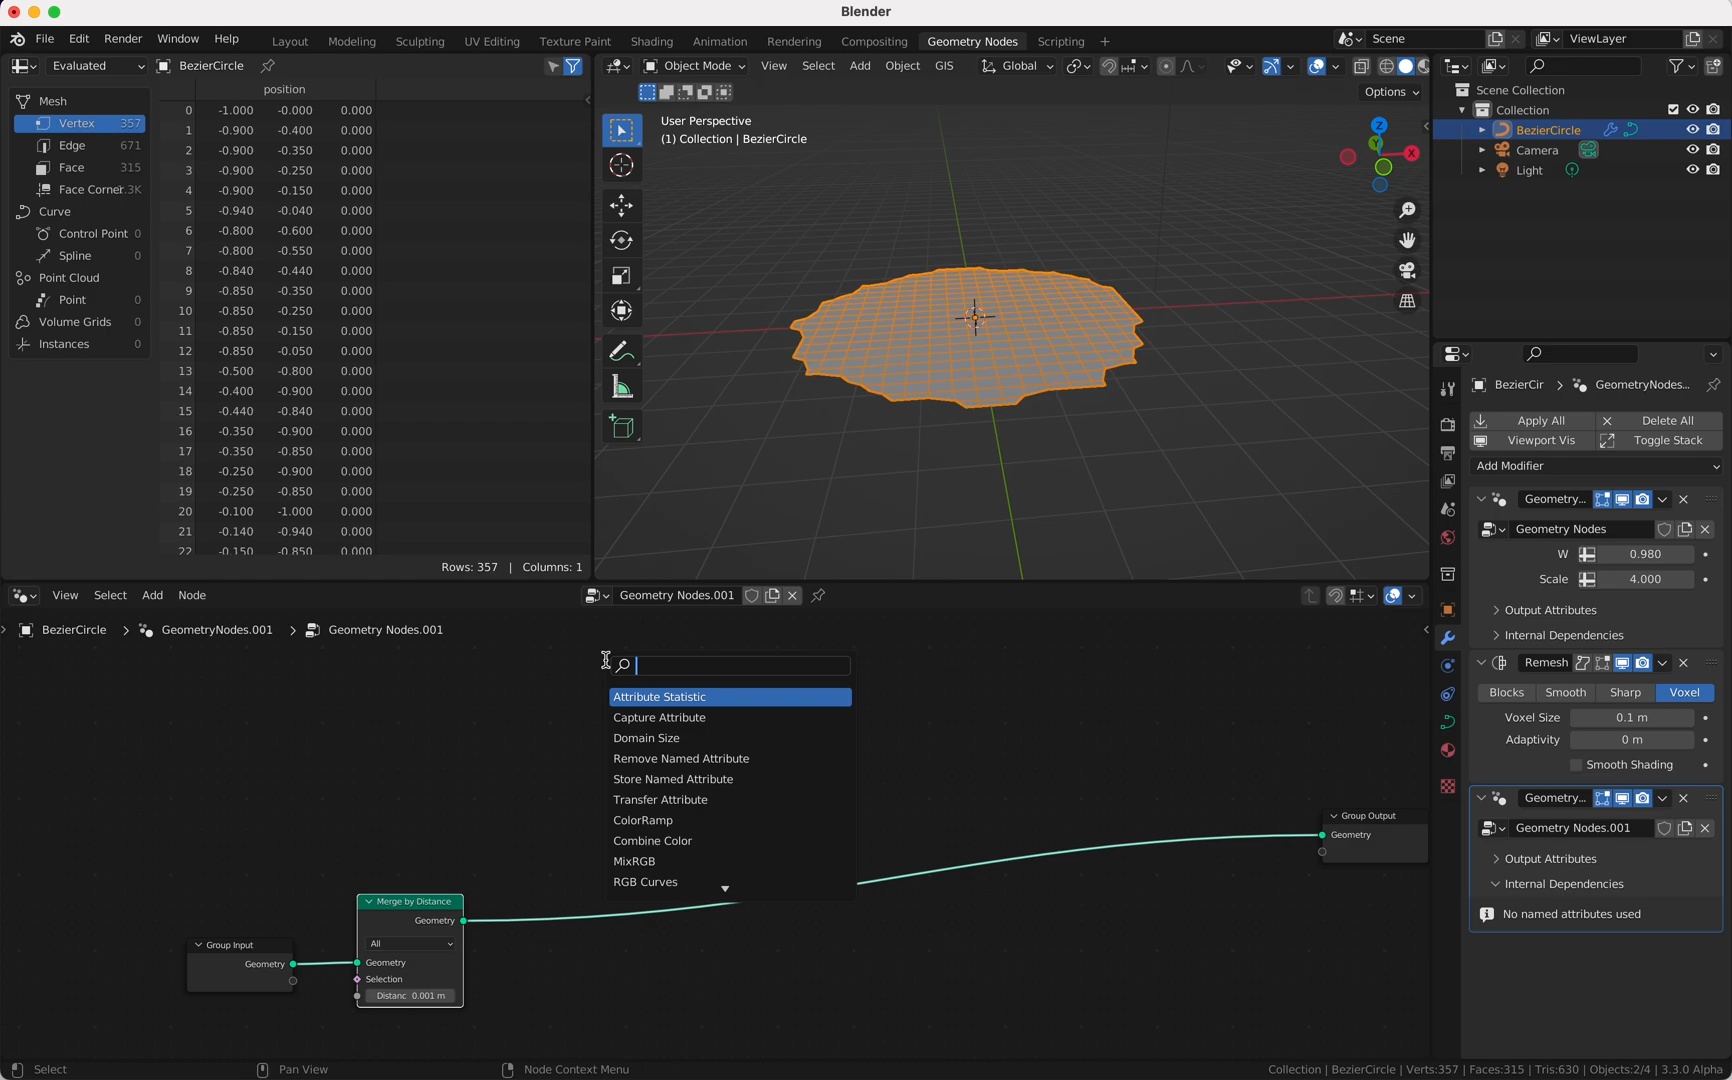 Blender
File Edit Render Window Help
Layout Modeling Sculpting UV Editing Texture Paint Shading Animation Rendering Compositing Geometry Nodes Scripting +
Scene
ViewLayer
Evaluated BezierCircle
Object Mode View Select Add Object GIS Global
Options
position
Mesh
Vertex 357
Edge 671
Face 315
Face Corner 1.3K
Curve
Control Point 0
Spline 0
Point Cloud
Point 0
Volume Grids 0
Instances 0
0 -1.000 -0.000 0.000
1 -0.900 -0.400 0.000
2 -0.900 -0.350 0.000
3 -0.900 -0.250 0.000
4 -0.900 -0.150 0.000
5 -0.940 -0.040 0.000
6 -0.800 -0.600 0.000
7 -0.800 -0.550 0.000
8 -0.840 -0.440 0.000
9 -0.850 -0.350 0.000
10 -0.850 -0.250 0.000
11 -0.850 -0.150 0.000
12 -0.850 -0.050 0.000
13 -0.500 -0.800 0.000
14 -0.400 -0.900 0.000
15 -0.440 -0.840 0.000
16 -0.350 -0.900 0.000
17 -0.350 -0.850 0.000
18 -0.250 -0.900 0.000
19 -0.250 -0.850 0.000
20 -0.100 -1.000 0.000
21 -0.140 -0.940 0.000
22 -0.150 -0.850 0.000
Rows: 357 | Columns: 1
User Perspective
(1) Collection | BezierCircle
Z
Y
X
Scene Collection
Collection
BezierCircle
Camera
Light
BezierCir > GeometryNodes...
Apply All Delete All
Viewport Vis Toggle Stack
Add Modifier
Geometry...
Geometry Nodes
W 0.980
Scale 4.000
Output Attributes
Internal Dependencies
Remesh
Blocks Smooth Sharp Voxel
Voxel Size 0.1 m
Adaptivity 0 m
Smooth Shading
Geometry...
Geometry Nodes.001
Output Attributes
Internal Dependencies
No named attributes used
View Select Add Node
Geometry Nodes.001
BezierCircle > GeometryNodes.001 > Geometry Nodes.001
Attribute Statistic
Capture Attribute
Domain Size
Remove Named Attribute
Store Named Attribute
Transfer Attribute
ColorRamp
Combine Color
MixRGB
RGB Curves
Group Output
Geometry
Merge by Distance
Geometry
All
Geometry
Selection
Distanc 0.001 m
Group Input
Geometry
Select
Pan View
Node Context Menu
Collection | BezierCircle | Verts:357 | Faces:315 | Tris:630 | Objects:2/4 | 3.3.0 Alpha